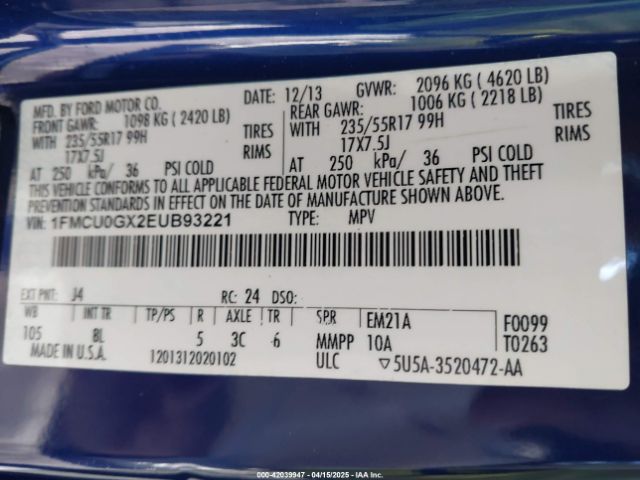 MFD. BY FORD MOTOR CO.
DATE: 12/13 GVWR: 2096 KG ( 4620 LB)
FRONT GAWR: 1098 KG ( 2420 LB)
REAR GAWR: 1006 KG ( 2218 LB)
WITH 235/55R17 99H TIRES
WITH 235/55R17 99H TIRES
17X7.5J RIMS
17X7.5J RIMS
AT 250 kPa/ 36 PSI COLD
AT 250 kPa/ 36 PSI COLD
THIS VEHICLE CONFORMS TO ALL APPLICABLE FEDERAL MOTOR VEHICLE SAFETY AND THEFT
PREVENTION STANDARDS IN EFFECT ON THE DATE OF MANUFACTURE SHOWN ABOVE.
VIN: 1FMCU0GX2EUB93221 TYPE: MPV
EXT PNT: J4 RC: 24 DSO:
WB INT TR TP/PS R AXLE TR SPR EM21A F0099
105 BL 5 3C 6 MMPP 10A T0263
MADE IN U.S.A. 1201312020102 ULC ▽5U5A-3520472-AA
000-42039947 - 04/15/2025 - IAA Inc.